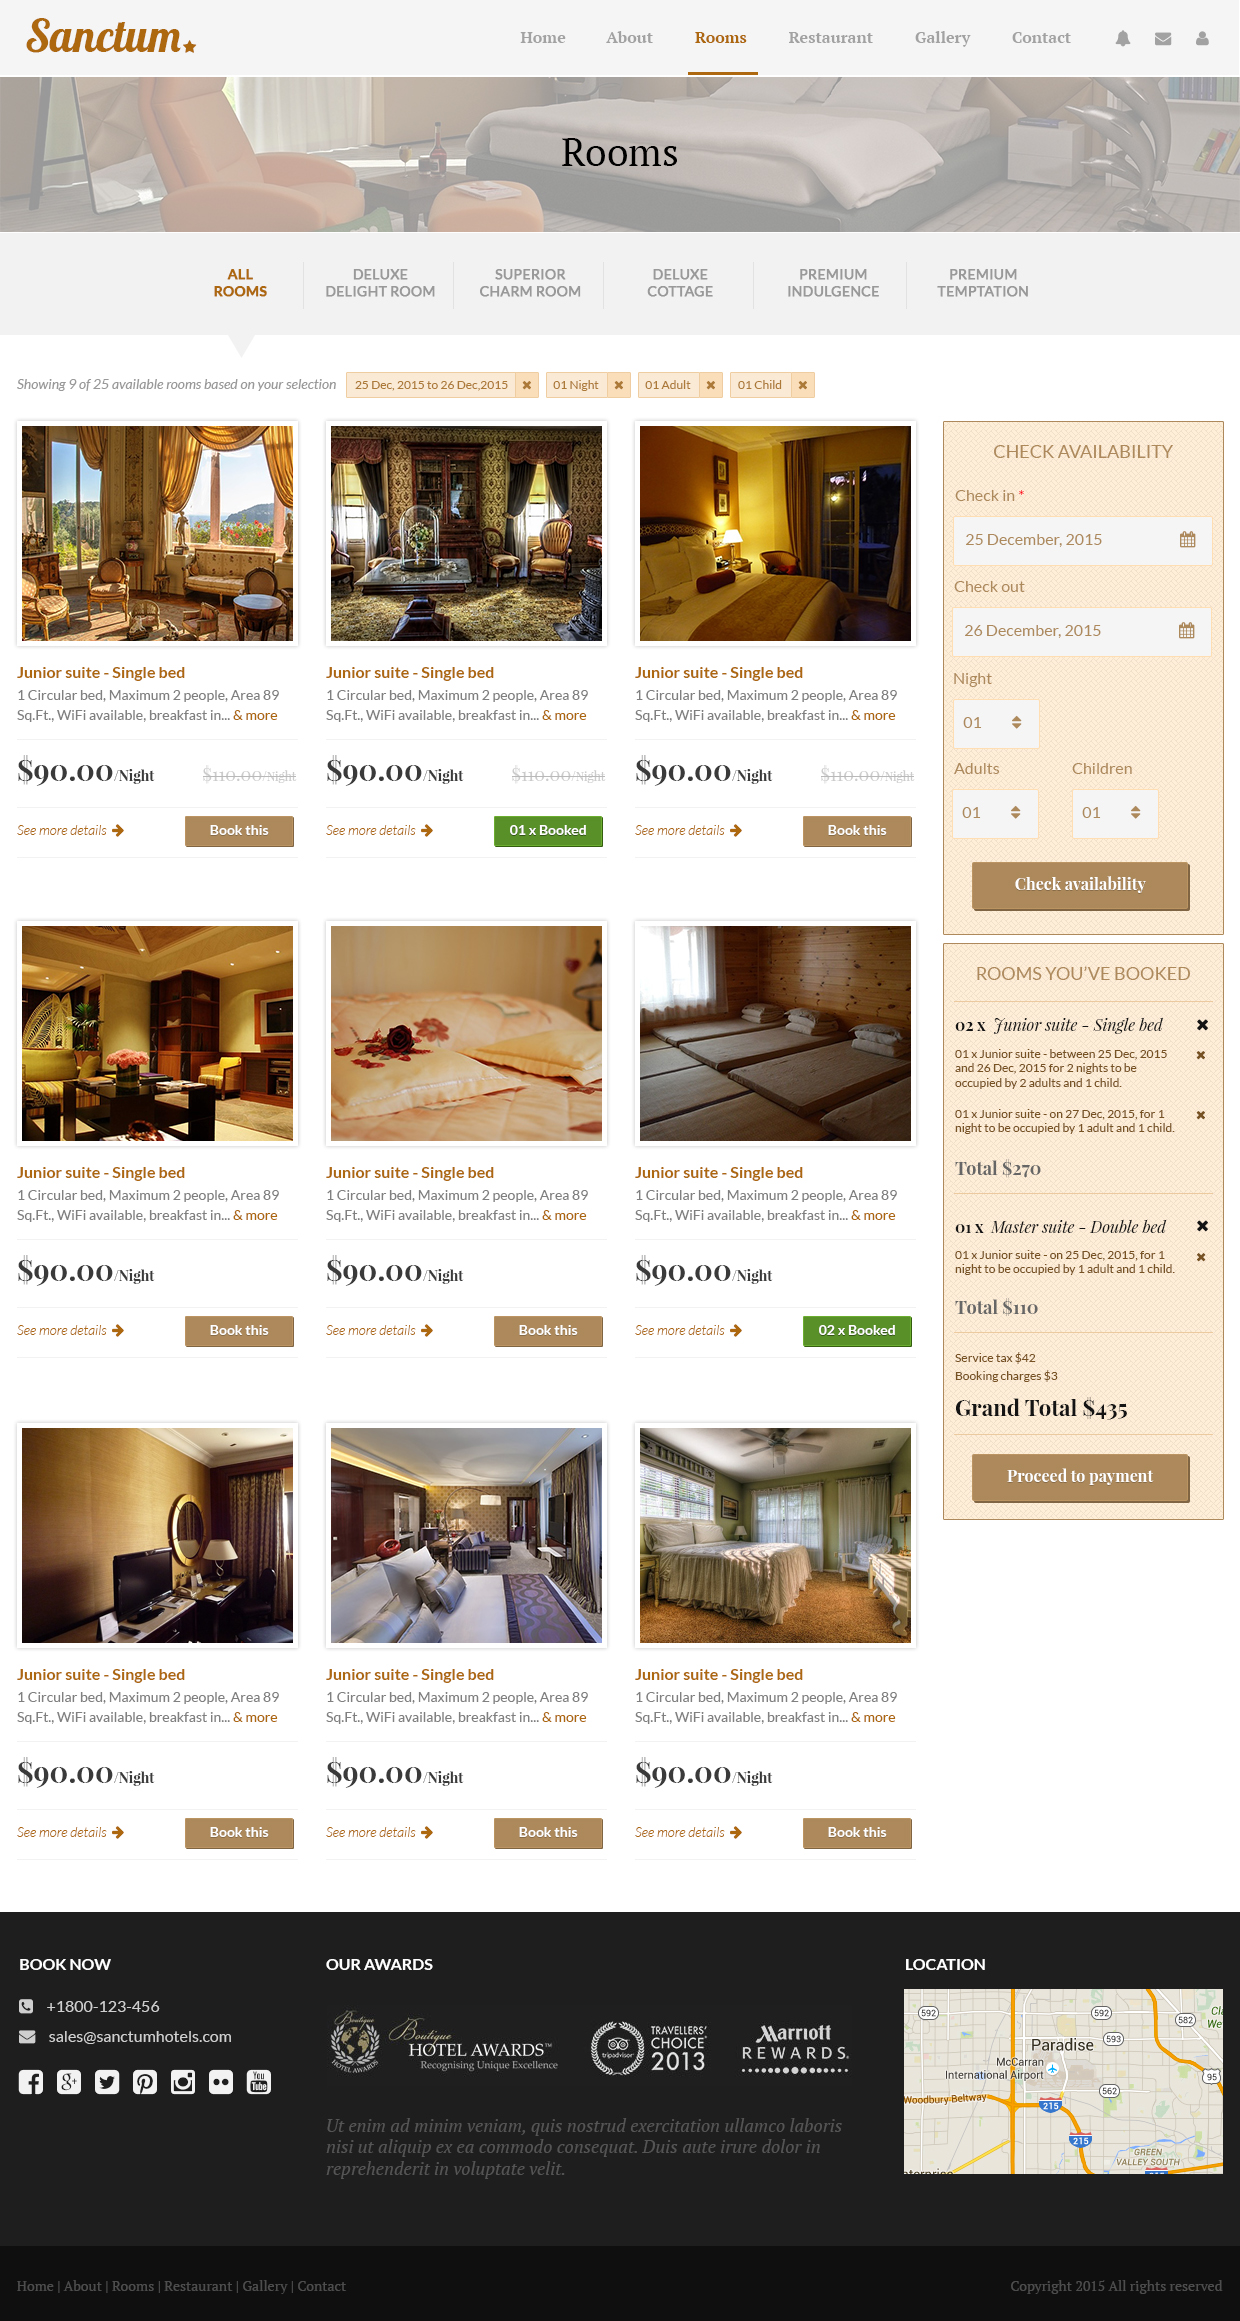 Sanctum
Home
About
Rooms
Restaurant
Gallery
Contact
Rooms
ALL
ROOMS
DELUXE
DELIGHT ROOM
SUPERIOR
CHARM ROOM
DELUXE
COTTAGE
PREMIUM
INDULGENCE
PREMIUM
TEMPTATION
Showing 9 of 25 available rooms based on your selection
25 Dec, 2015 to 26 Dec,2015
01 Night
01 Adult
01 Child
Junior suite - Single bed
1 Circular bed, Maximum 2 people, Area 89
Sq.Ft., WiFi available, breakfast in... & more
$90.00/Night
$110.00/Night
See more details
Book this
Junior suite - Single bed
1 Circular bed, Maximum 2 people, Area 89
Sq.Ft., WiFi available, breakfast in... & more
$90.00/Night
$110.00/Night
See more details
01 x Booked
Junior suite - Single bed
1 Circular bed, Maximum 2 people, Area 89
Sq.Ft., WiFi available, breakfast in... & more
$90.00/Night
$110.00/Night
See more details
Book this
Junior suite - Single bed
1 Circular bed, Maximum 2 people, Area 89
Sq.Ft., WiFi available, breakfast in... & more
$90.00/Night
See more details
Book this
Junior suite - Single bed
1 Circular bed, Maximum 2 people, Area 89
Sq.Ft., WiFi available, breakfast in... & more
$90.00/Night
See more details
Book this
Junior suite - Single bed
1 Circular bed, Maximum 2 people, Area 89
Sq.Ft., WiFi available, breakfast in... & more
$90.00/Night
See more details
02 x Booked
Junior suite - Single bed
1 Circular bed, Maximum 2 people, Area 89
Sq.Ft., WiFi available, breakfast in... & more
$90.00/Night
See more details
Book this
Junior suite - Single bed
1 Circular bed, Maximum 2 people, Area 89
Sq.Ft., WiFi available, breakfast in... & more
$90.00/Night
See more details
Book this
Junior suite - Single bed
1 Circular bed, Maximum 2 people, Area 89
Sq.Ft., WiFi available, breakfast in... & more
$90.00/Night
See more details
Book this
CHECK AVAILABILITY
Check in *
25 December, 2015
Check out
26 December, 2015
Night
01
Adults
Children
01
01
Check availability
ROOMS YOU'VE BOOKED
02 x Junior suite - Single bed
01 x Junior suite - between 25 Dec, 2015
and 26 Dec, 2015 for 2 nights to be
occupied by 2 adults and 1 child.
01 x Junior suite - on 27 Dec, 2015, for 1
night to be occupied by 1 adult and 1 child.
Total $270
01 x Master suite - Double bed
01 x Junior suite - on 25 Dec, 2015, for 1
night to be occupied by 1 adult and 1 child.
Total $110
Service tax $42
Booking charges $3
Grand Total $435
Proceed to payment
BOOK NOW
+1800-123-456
sales@sanctumhotels.com
You
Tube
OUR AWARDS
Boutique
HOTEL AWARDS
Boutique
HOTEL AWARDS™
Recognising Unique Excellence
tripadvisor
TRAVELLERS'
CHOICE
2013
Marriott
REWARDS.
Ut enim ad minim veniam, quis nostrud exercitation ullamco laboris
nisi ut aliquip ex ea commodo consequat. Duis aute irure dolor in
reprehenderit in voluptate velit.
LOCATION
592
592
582
593
Paradise
McCarran
International Airport
95
562
Woodbury Beltway
215
215
GREEN
VALLEY SOUTH
Home | About | Rooms | Restaurant | Gallery | Contact
Copyright 2015 All rights reserved